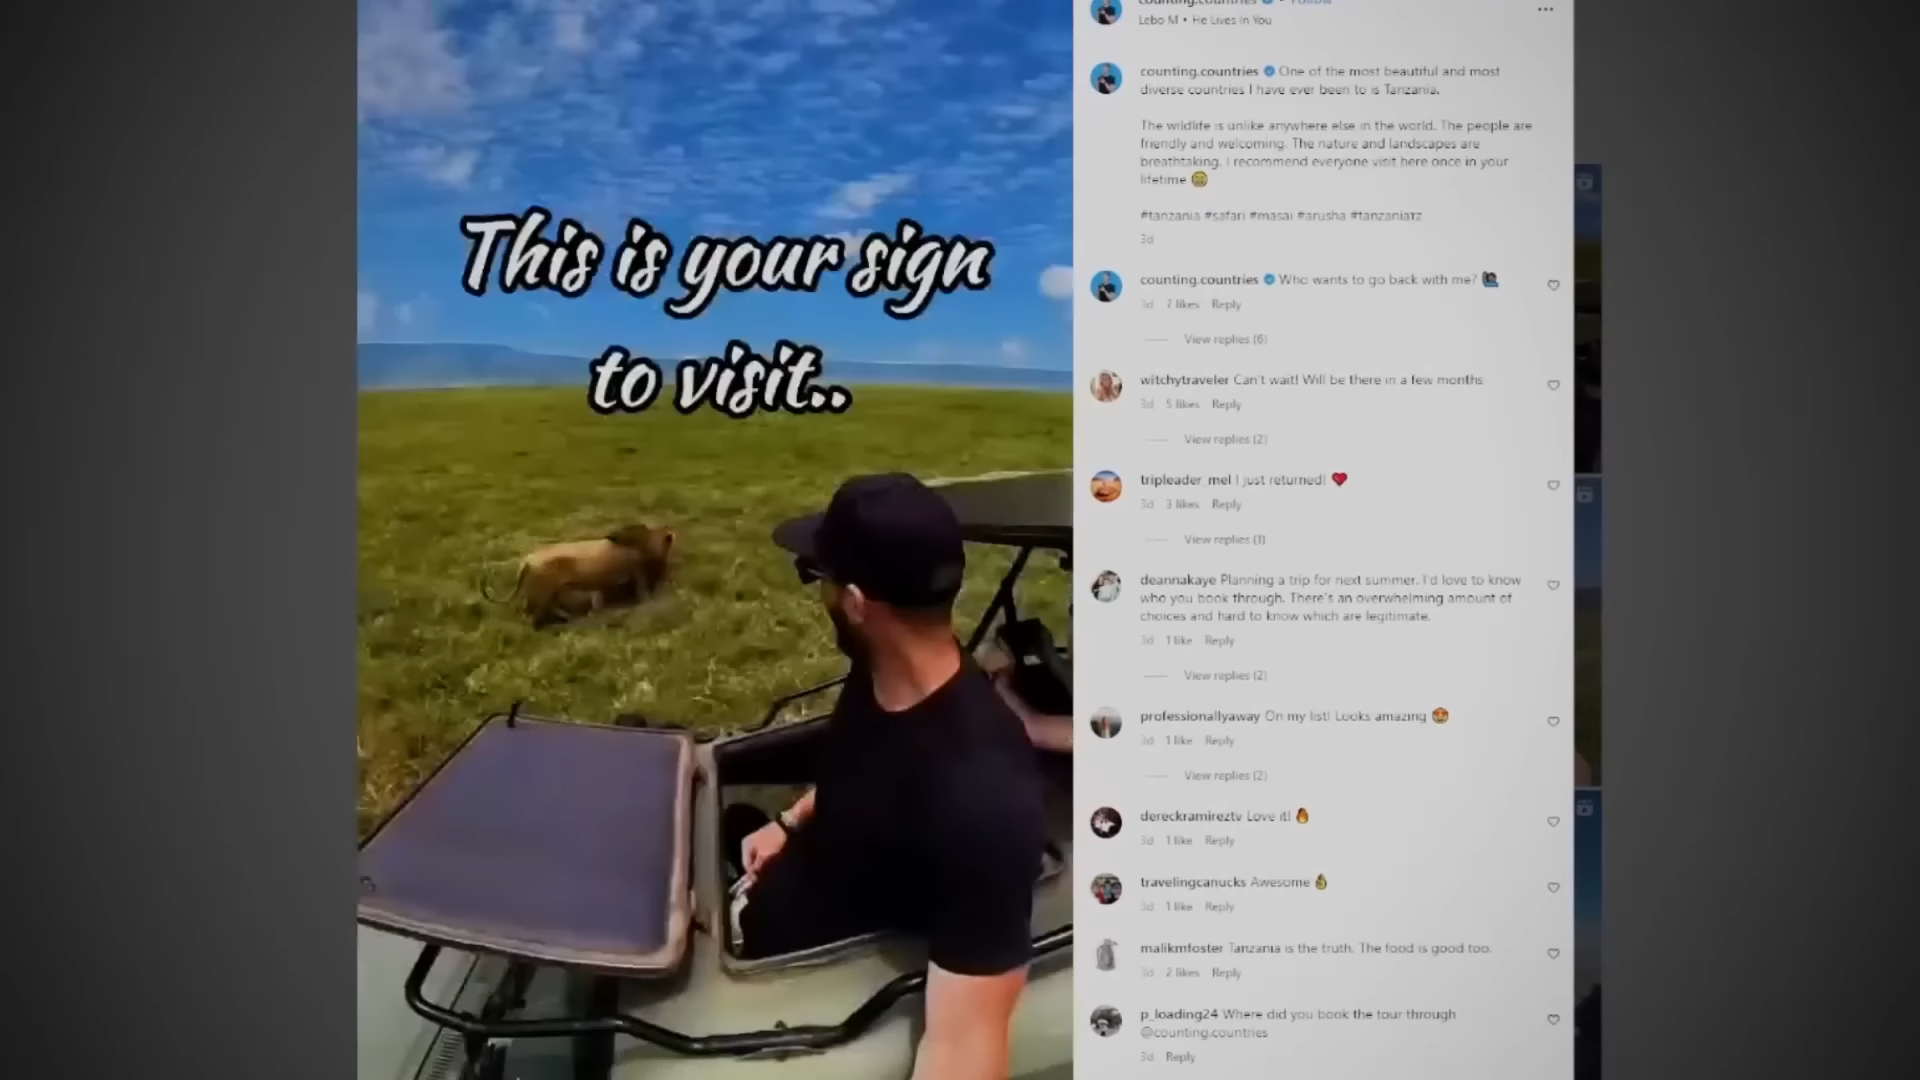 This is your sign
to visit..
counting.countries • Follow
Lebo M • He Lives In You
counting.countries One of the most beautiful and most
diverse countries I have ever been to is Tanzania.
The wildlife is unlike anywhere else in the world. The people are
friendly and welcoming. The nature and landscapes are
breathtaking. I recommend everyone visit here once in your
lifetime
#tanzania #safari #masai #arusha #tanzaniatz
3d
counting.countries Who wants to go back with me?
3d 7 likes Reply
View replies (6)
witchytraveler Can't wait! Will be there in a few months
3d 5 likes Reply
View replies (2)
tripleader_mel I just returned!
3d 3 likes Reply
View replies (1)
deannakaye Planning a trip for next summer. I'd love to know
who you book through. There's an overwhelming amount of
choices and hard to know which are legitimate.
3d 1 like Reply
View replies (2)
professionallyaway On my list! Looks amazing
3d 1 like Reply
View replies (2)
dereckramireztv Love it!
3d 1 like Reply
travelingcanucks Awesome
3d 1 like Reply
malikmfoster Tanzania is the truth. The food is good too.
3d 2 likes Reply
p_loading24 Where did you book the tour through
@counting.countries
3d Reply